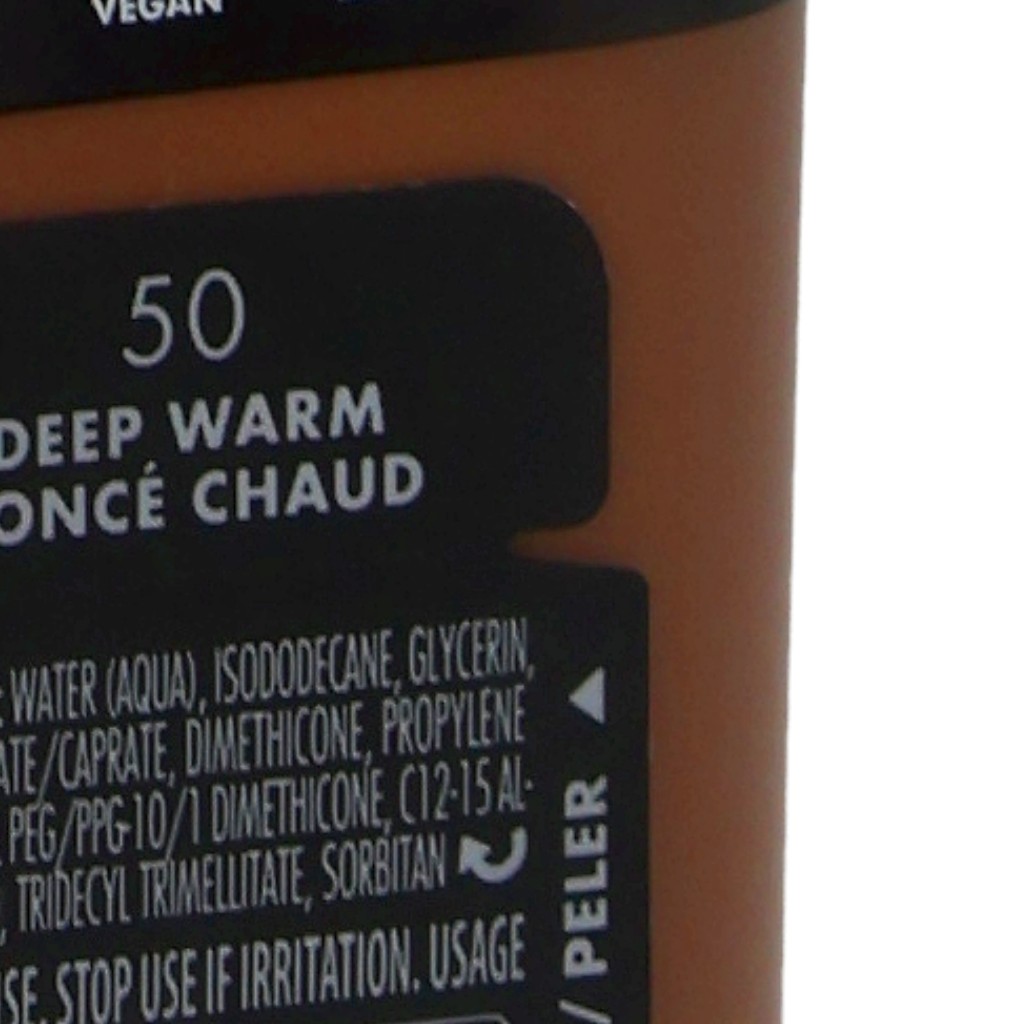 VEGAN
50
DEEP WARM
ONCÉ CHAUD
WATER (AQUA), ISODODECANE, GLYCERIN,
ATE/CAPRATE, DIMETHICONE, PROPYLENE
PEG/PPG-10/1 DIMETHICONE, C12-15 AL-
, TRIDECYL TRIMELLITATE, SORBITAN
SE. STOP USE IF IRRITATION. USAGE
/ PELER